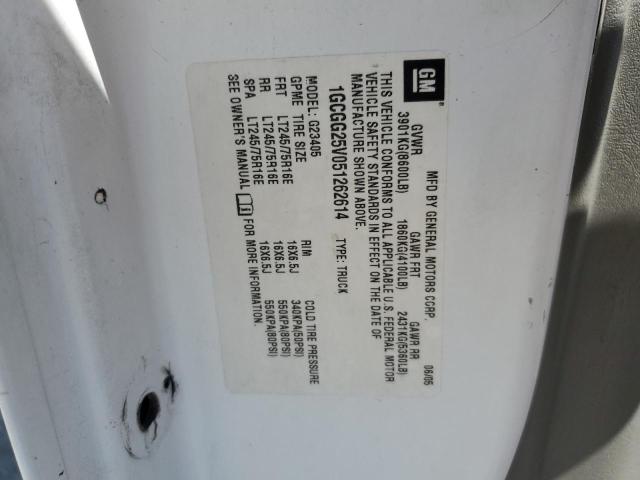 GM
MFD BY GENERAL MOTORS CORP. 06/05
GVWR GAWR FRT GAWR RR
3901KG(8600LB) 1860KG(4100LB) 2431KG(5360LB)
THIS VEHICLE CONFORMS TO ALL APPLICABLE U.S. FEDERAL MOTOR
VEHICLE SAFETY STANDARDS IN EFFECT ON THE DATE OF
MANUFACTURE SHOWN ABOVE.
1GCGG25V051262614 TYPE: TRUCK
MODEL: G23405
GPME TIRE SIZE RIM COLD TIRE PRESSURE
FRT LT245/75R16E 16X6.5J 340KPA(50PSI)
RR LT245/75R16E 16X6.5J 550KPA(80PSI)
SPA LT245/75R16E 16X6.5J 550KPA(80PSI)
SEE OWNER'S MANUAL FOR MORE INFORMATION.